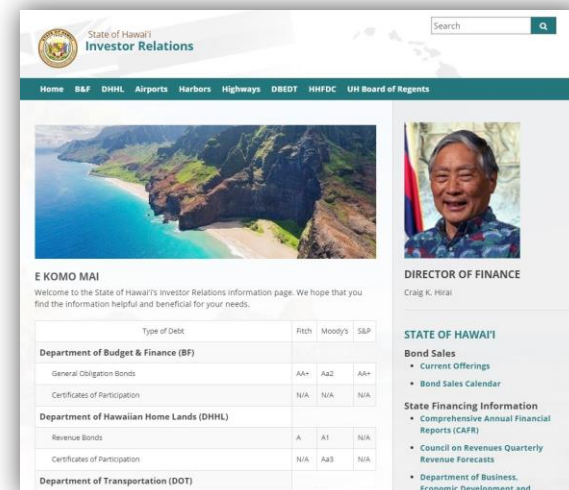 State of Hawai'i
Investor Relations
Search
Home B&F DHHL Airports Harbors Highways DBEDT HHFDC UH Board of Regents
E KOMO MAI
Welcome to the State of Hawai'i's Investor Relations information page. We hope that you
find the information helpful and beneficial for your needs.
Type of Debt Fitch Moody's S&P
Department of Budget & Finance (BF)
General Obligation Bonds AA+ Aa2 AA+
Certificates of Participation N/A N/A N/A
Department of Hawaiian Home Lands (DHHL)
Revenue Bonds A A1 N/A
Certificates of Participation N/A Aa3 N/A
Department of Transportation (DOT)
DIRECTOR OF FINANCE
Craig K. Hirai
STATE OF HAWAI'I
Bond Sales
• Current Offerings
• Bond Sales Calendar
State Financing Information
• Comprehensive Annual Financial
Reports (CAFR)
• Council on Revenues Quarterly
Revenue Forecasts
• Department of Business,
Economic Development and